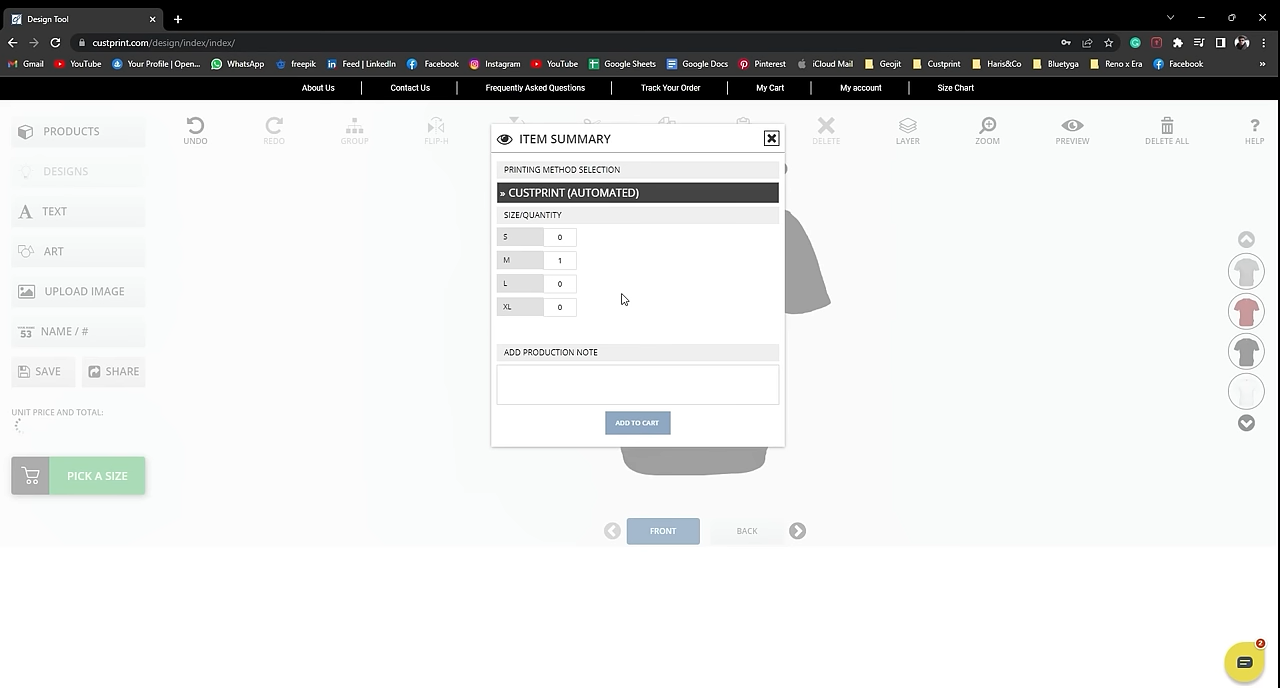 Design Tool
custprint.com/design/index/index/
Gmail YouTube Your Profile | Open... WhatsApp freepik Feed | LinkedIn Facebook Instagram YouTube Google Sheets Google Docs Pinterest iCloud Mail Geojit Custprint Haris&Co Bluetyga Reno x Era Facebook »
About Us Contact Us Frequently Asked Questions Track Your Order My Cart My account Size Chart
PRODUCTS
DESIGNS
TEXT
ART
UPLOAD IMAGE
53 NAME / #
SAVE SHARE
UNIT PRICE AND TOTAL:
PICK A SIZE
UNDO REDO GROUP FLIP-H DELETE LAYER ZOOM PREVIEW DELETE ALL HELP
ITEM SUMMARY
PRINTING METHOD SELECTION
» CUSTPRINT (AUTOMATED)
SIZE/QUANTITY
S 0
M 1
L 0
XL 0
ADD PRODUCTION NOTE
ADD TO CART
FRONT BACK
2